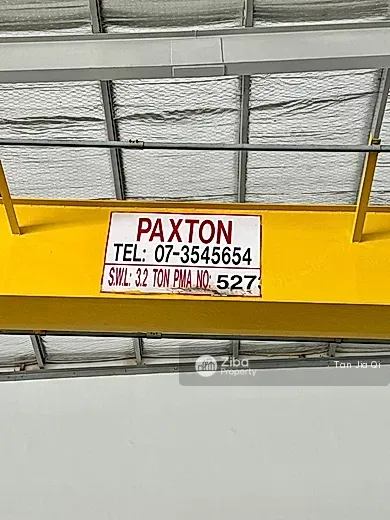 PAXTON
TEL: 07-3545654
S.W.L: 3.2 TON PMA NO: 527
Ziba
Property
Tan Jia Qi